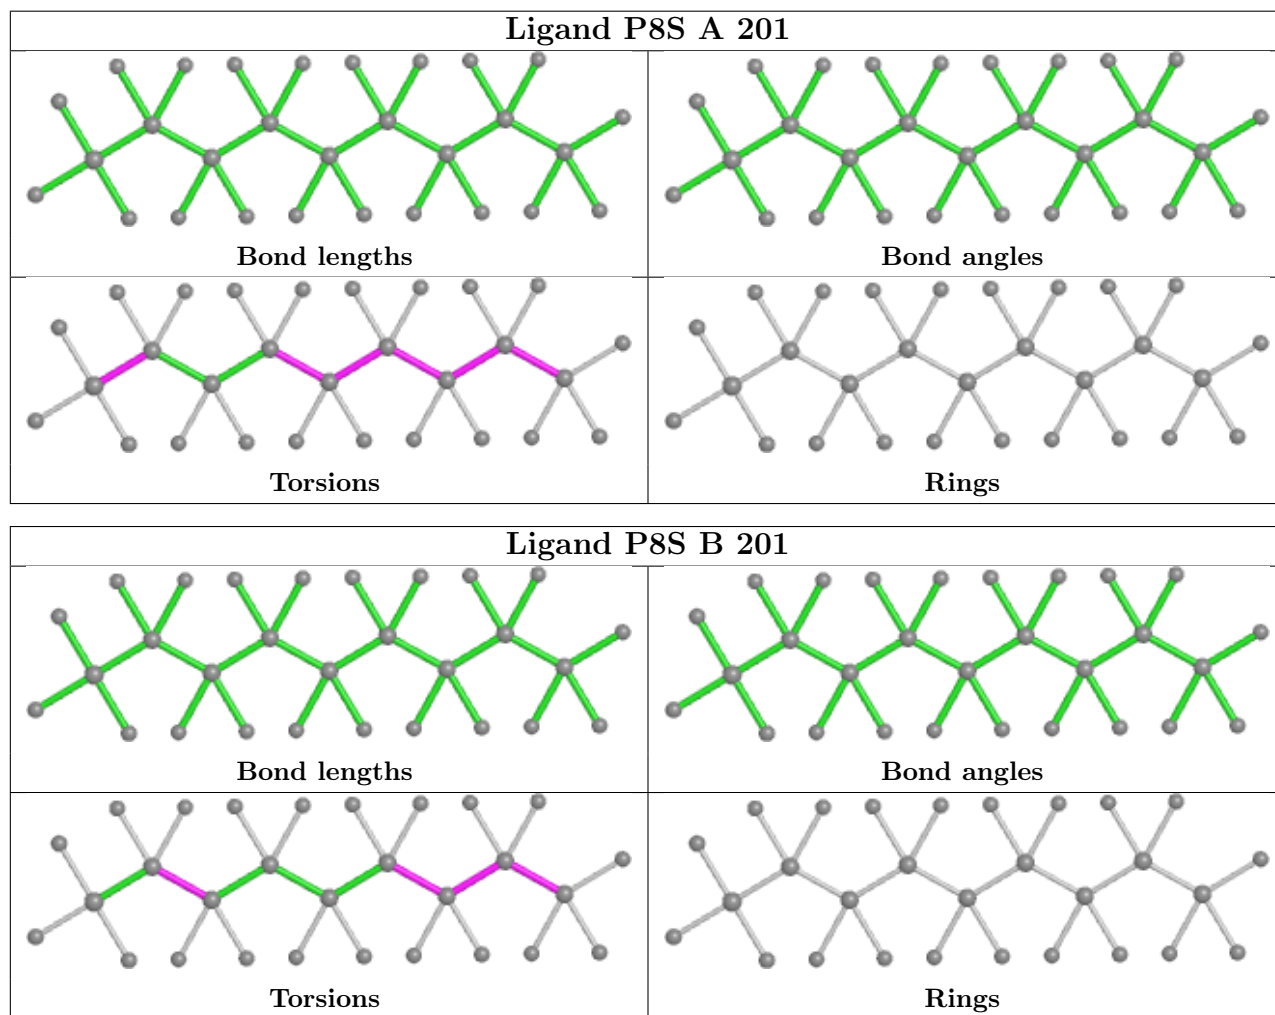 Ligand P8S A 201
Bond lengths
Bond angles
Torsions
Rings
Ligand P8S B 201
Bond lengths
Bond angles
Torsions
Rings